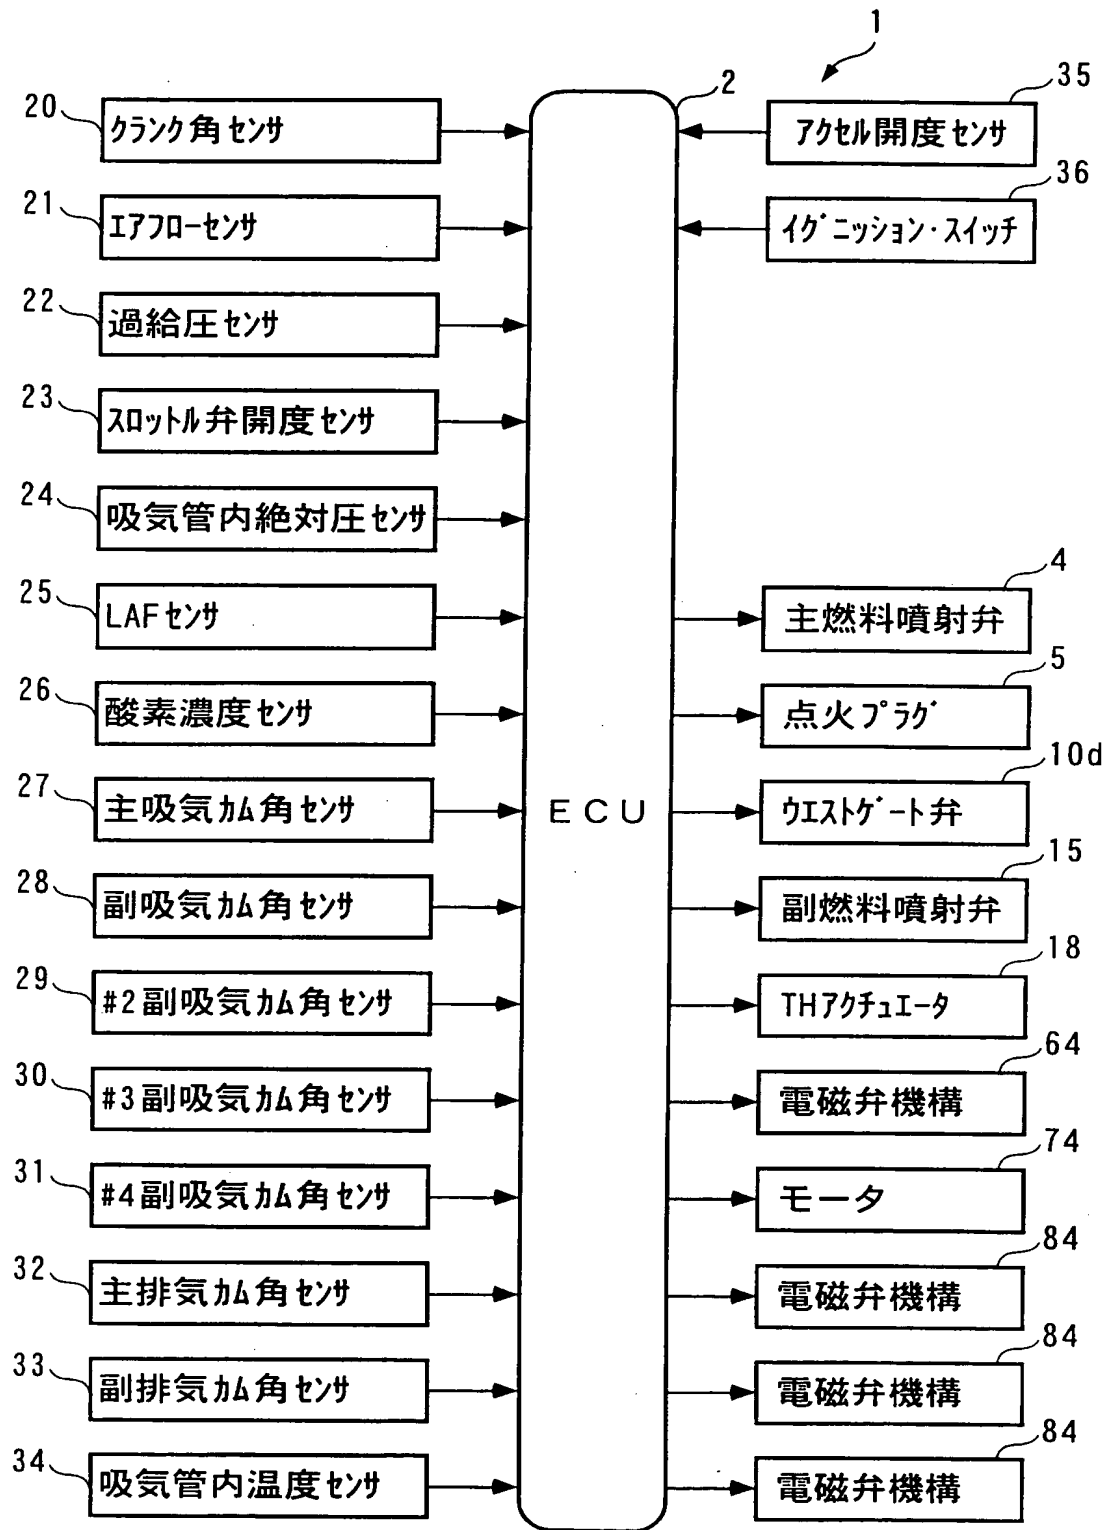 1
20
クランク角センサ
21
エアフローセンサ
22
過給圧センサ
23
スロットル弁開度センサ
24
吸気管内絶対圧センサ
25
LAFセンサ
26
酸素濃度センサ
27
主吸気カム角センサ
28
副吸気カム角センサ
29
#2副吸気カム角センサ
30
#3副吸気カム角センサ
31
#4副吸気カム角センサ
32
主排気カム角センサ
33
副排気カム角センサ
34
吸気管内温度センサ
2
ECU
35
アクセル開度センサ
36
イグニッション・スイッチ
4
主燃料噴射弁
5
点火プラグ
10d
ウエストゲート弁
15
副燃料噴射弁
18
THアクチュエータ
64
電磁弁機構
74
モータ
84
電磁弁機構
84
電磁弁機構
84
電磁弁機構